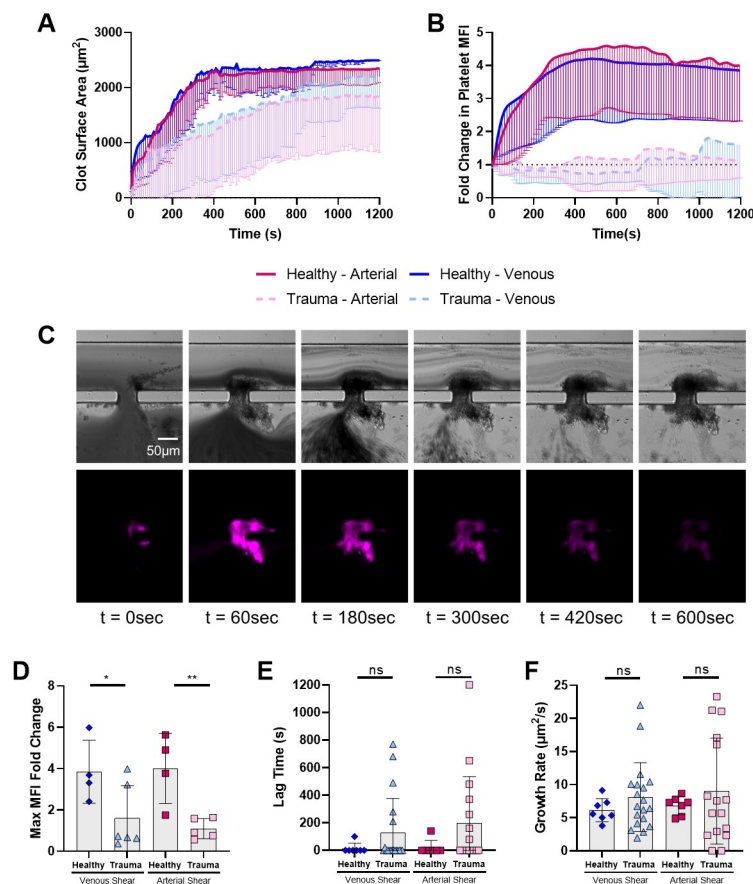 A
Clot Surface Area (µm²)
3000
2000
1000
0
0 200 400 600 800 1000 1200
Time (s)
B
Fold Change in Platelet MFI
5
4
3
2
1
0
0 200 400 600 800 1000 1200
Time(s)
Healthy - Arterial
Healthy - Venous
Trauma - Arterial
Trauma - Venous
C
50µm
t = 0sec
t = 60sec
t = 180sec
t = 300sec
t = 420sec
t = 600sec
D
Max MFI Fold Change
8
6
4
2
0
*
**
Healthy Trauma Healthy Trauma
Venous Shear Arterial Shear
E
Lag Time (s)
1200
1000
800
600
400
200
0
ns
ns
Healthy Trauma Healthy Trauma
Venous Shear Arterial Shear
F
Growth Rate (µm²/s)
25
20
15
10
5
0
ns
ns
Healthy Trauma Healthy Trauma
Venous Shear Arterial Shear